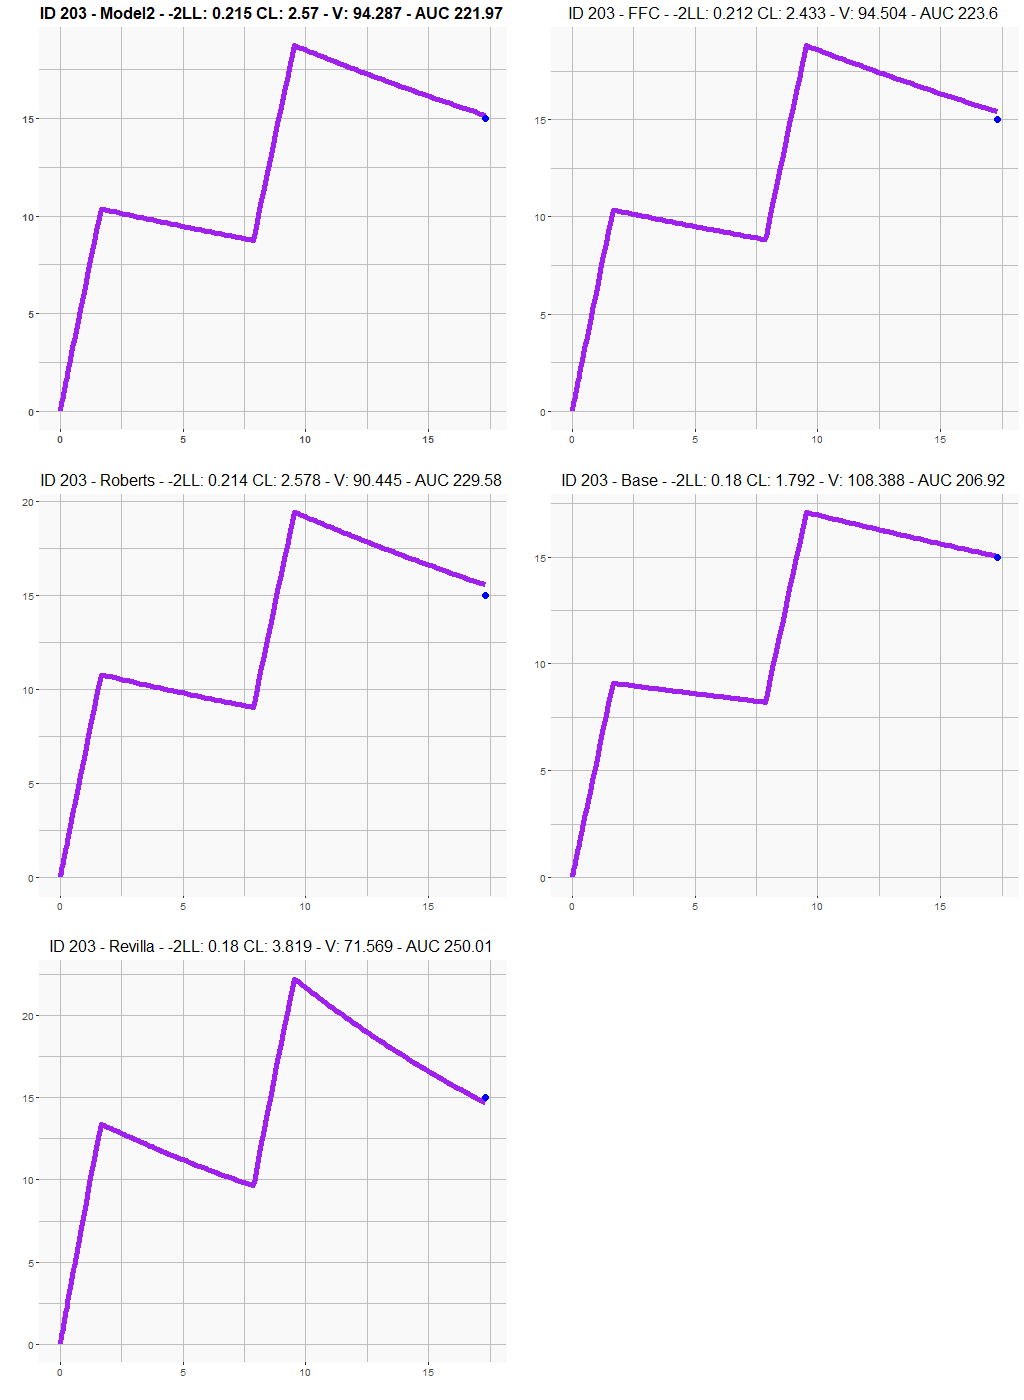 ID 203 - Model2 - -2LL: 0.215 CL: 2.57 - V: 94.287 - AUC 221.97
15
10
5
0
0 5 10 15
ID 203 - FFC - -2LL: 0.212 CL: 2.433 - V: 94.504 - AUC 223.6
15
10
5
0
0 5 10 15
ID 203 - Roberts - -2LL: 0.214 CL: 2.578 - V: 90.445 - AUC 229.58
20
15
10
5
0
0 5 10 15
ID 203 - Base - -2LL: 0.18 CL: 1.792 - V: 108.388 - AUC 206.92
15
10
5
0
0 5 10 15
ID 203 - Revilla - -2LL: 0.18 CL: 3.819 - V: 71.569 - AUC 250.01
20
15
10
5
0
0 5 10 15